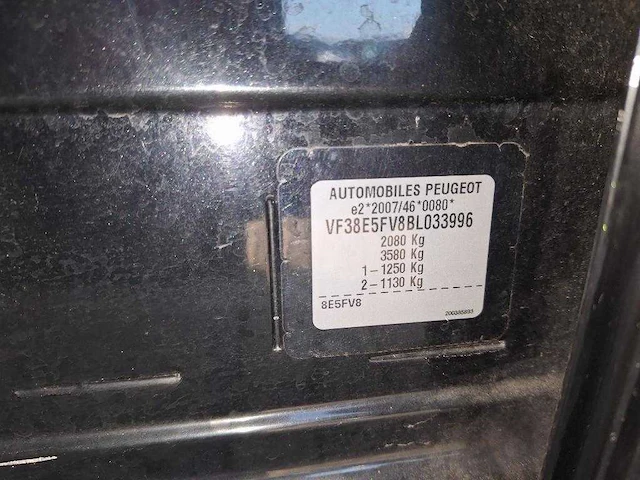 AUTOMOBILES PEUGEOT
e2*2007/46*0080*
VF38E5FV8BL033996
2080 Kg
3580 Kg
1-1250 Kg
2-1130 Kg
8E5FV8